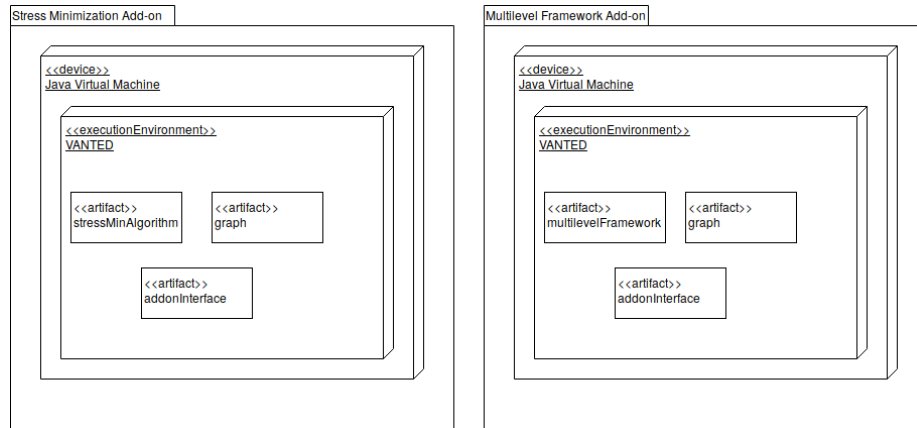 Stress Minimization Add-on
<<device>>
Java Virtual Machine
<<executionEnvironment>>
VANTED
<<artifact>>
stressMinAlgorithm
<<artifact>>
graph
<<artifact>>
addonInterface
Multilevel Framework Add-on
<<device>>
Java Virtual Machine
<<executionEnvironment>>
VANTED
<<artifact>>
multilevelFramework
<<artifact>>
graph
<<artifact>>
addonInterface